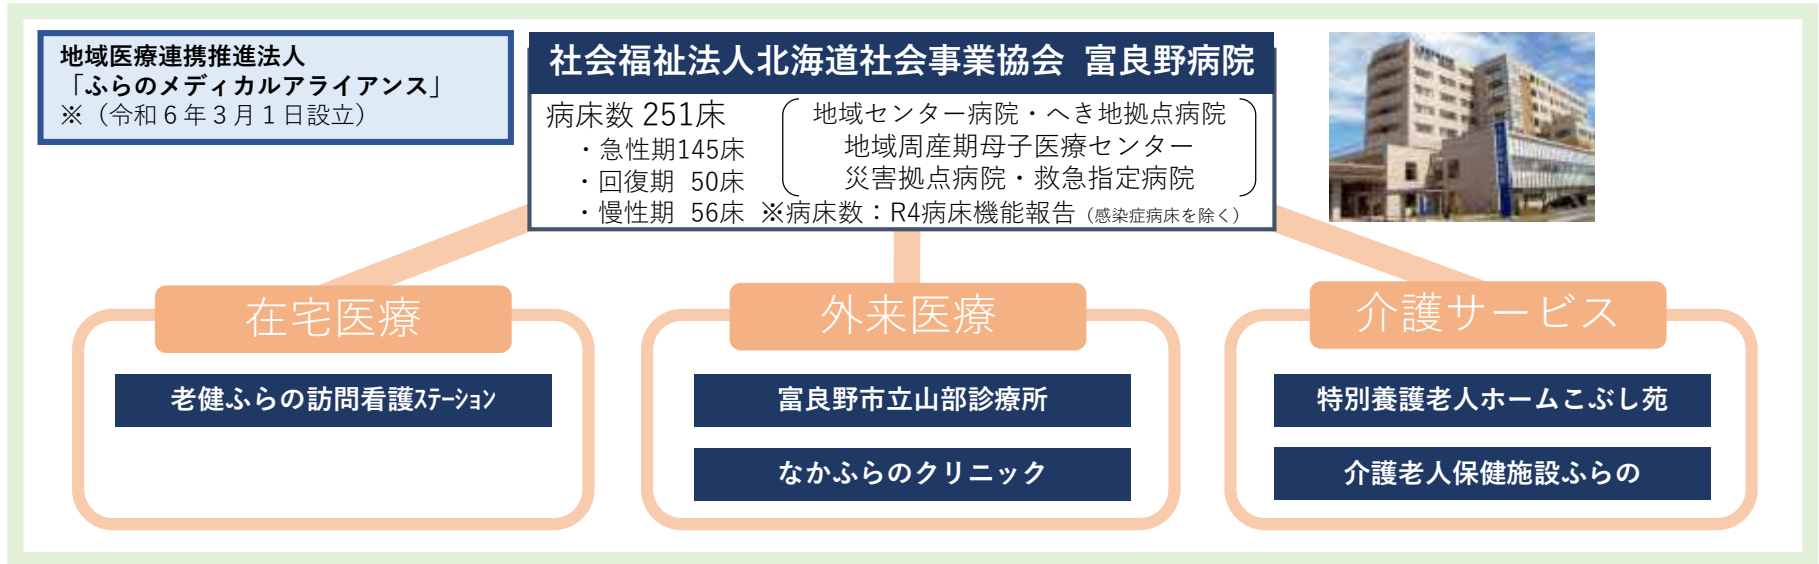 地域医療連携推進法人
「ふらのメディカルアライアンス」
※（令和６年３月１日設立）
社会福祉法人北海道社会事業協会 富良野病院
病床数 251床
・急性期145床
・回復期 50床
・慢性期 56床 ※病床数：R4病床機能報告（感染症病床を除く）
地域センター病院・へき地拠点病院
地域周産期母子医療センター
災害拠点病院・救急指定病院
在宅医療
老健ふらの訪問看護ｽﾃｰｼｮﾝ
外来医療
富良野市立山部診療所
なかふらのクリニック
介護サービス
特別養護老人ホームこぶし苑
介護老人保健施設ふらの